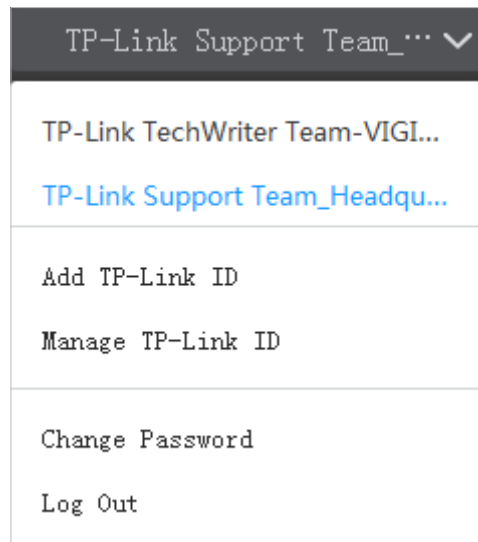 TP-Link Support Team_···
TP-Link TechWriter Team-VIGI...
TP-Link Support Team_Headqu...
Add TP-Link ID
Manage TP-Link ID
Change Password
Log Out